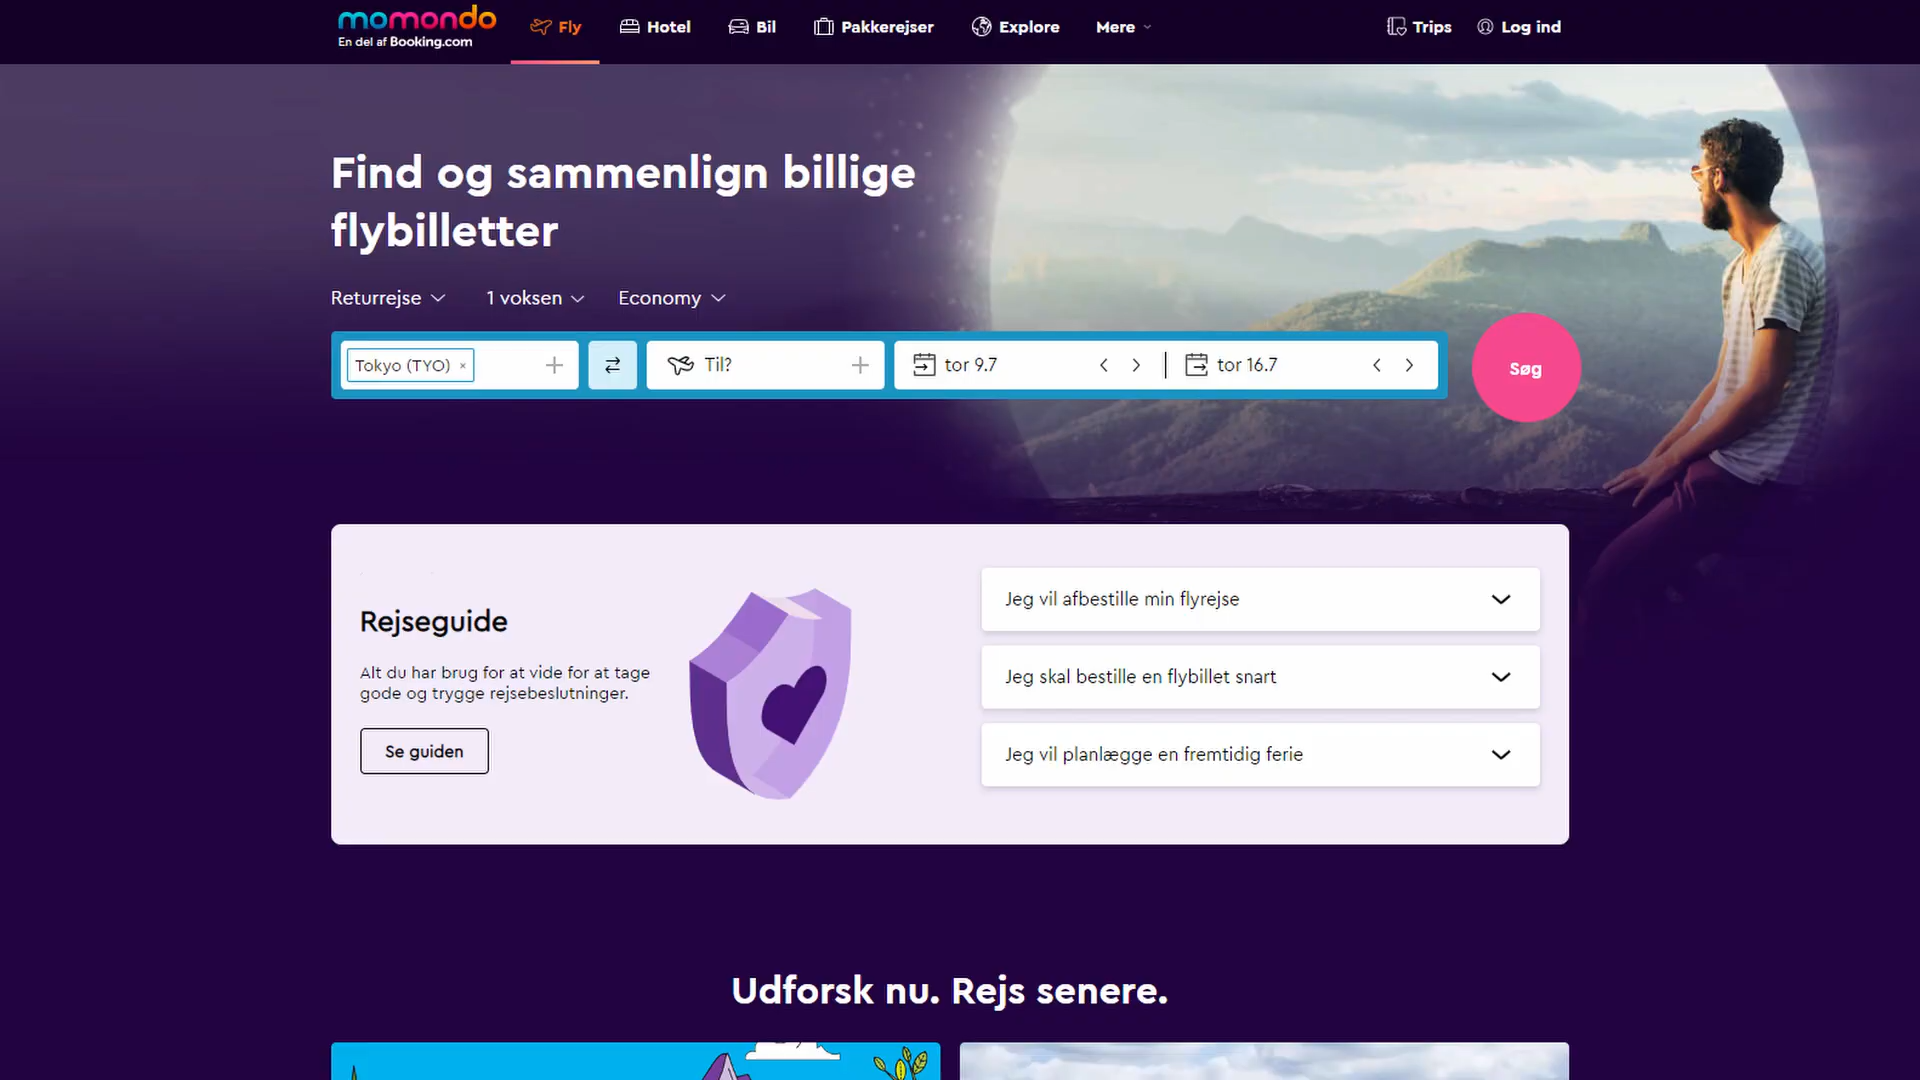 momondo
En del af Booking.com
Fly
Hotel
Bil
Pakkerejser
Explore
Mere
Trips
Log ind
Find og sammenlign billige
flybilletter
Returrejse
1 voksen
Economy
Tokyo (TYO) ×
Til?
tor 9.7
tor 16.7
Søg
Rejseguide
Alt du har brug for at vide for at tage
gode og trygge rejsebeslutninger.
Se guiden
Jeg vil afbestille min flyrejse
Jeg skal bestille en flybillet snart
Jeg vil planlægge en fremtidig ferie
Udforsk nu. Rejs senere.